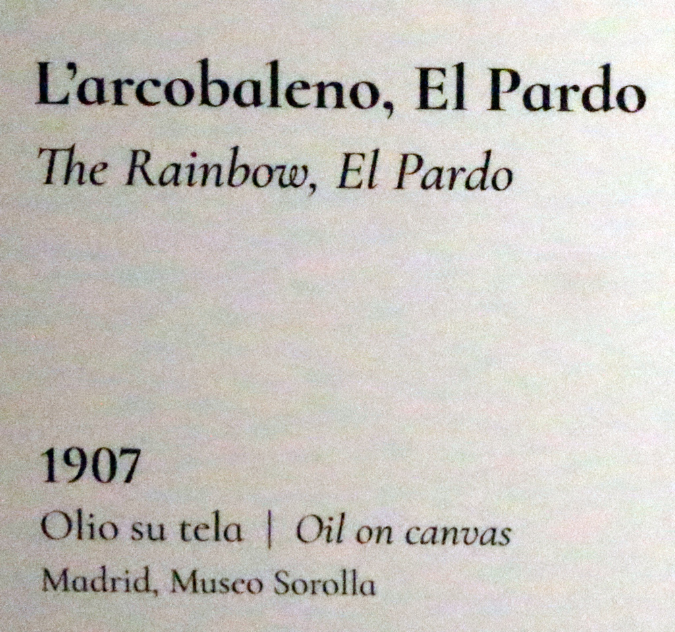 L'arcobaleno, El Pardo
The Rainbow, El Pardo
1907
Olio su tela | Oil on canvas
Madrid, Museo Sorolla